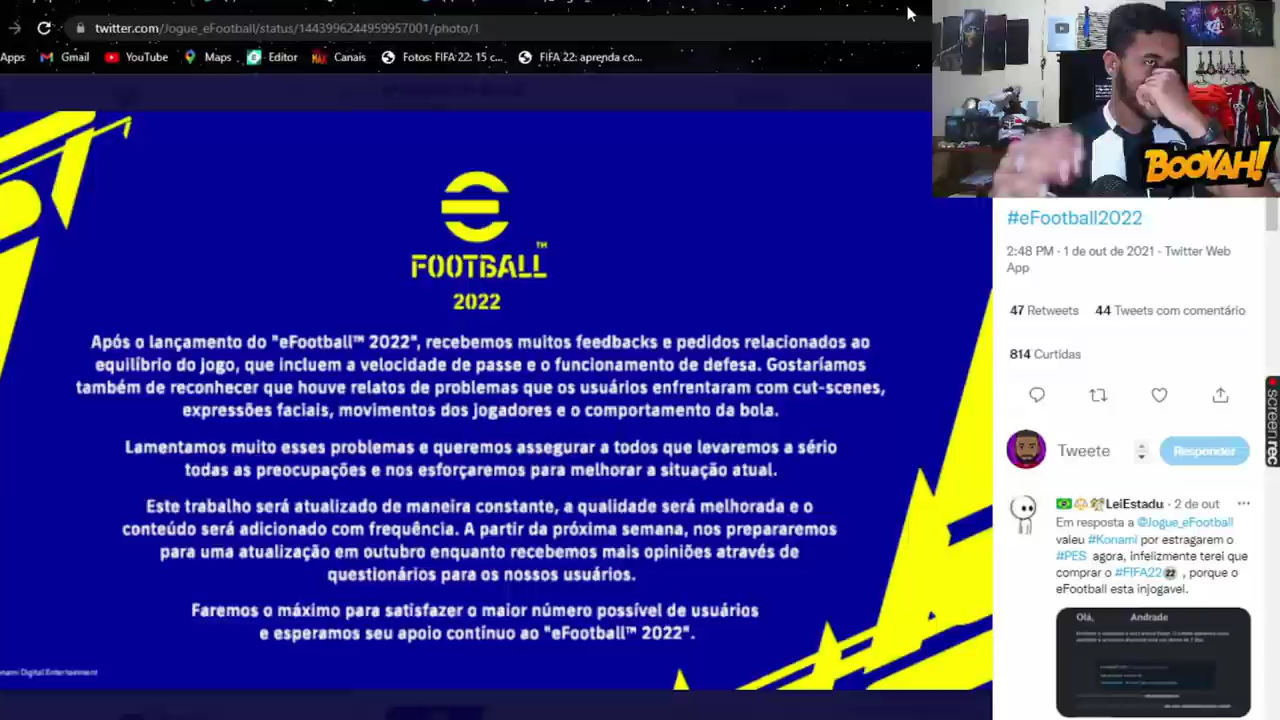 twitter.com/Jogue_eFootball/status/1443996244959957001/photo/1
Apps Gmail YouTube Maps Editor Canva Fotos: FIFA 22: 15 c... FIFA 22: aprenda co...
BOOYAH!
FOOTBALL™
2022
Após o lançamento do "eFootball™ 2022", recebemos muitos feedbacks e pedidos relacionados ao
equilíbrio do jogo, que incluem a velocidade de passe e o funcionamento de defesa. Gostaríamos
também de reconhecer que houve relatos de problemas que os usuários enfrentaram com cut-scenes,
expressões faciais, movimentos dos jogadores e o comportamento da bola.
Lamentamos muito esses problemas e queremos assegurar a todos que levaremos a sério
todas as preocupações e nos esforçaremos para melhorar a situação atual.
Este trabalho será atualizado de maneira constante, a qualidade será melhorada e o
conteúdo será adicionado com frequência. A partir da próxima semana, nos prepararemos
para uma atualização em outubro, enquanto recebemos mais opiniões através de
questionários para os nossos usuários.
Faremos o máximo para satisfazer o maior número possível de usuários
e esperamos seu apoio contínuo ao "eFootball™ 2022".
onami Digital Entertainment
#eFootball2022
2:48 PM · 1 de out de 2021 · Twitter Web
App
47 Retweets 44 Tweets com comentário
814 Curtidas
Tweete
Responder
screenrec
LeiEstadu · 2 de out
Em resposta a @Jogue_eFootball
valeu #Konami por estragarem o
#PES agora, infelizmente terei que
comprar o #FIFA22 , porque o
eFootball esta injogavel.
Olá, Andrade